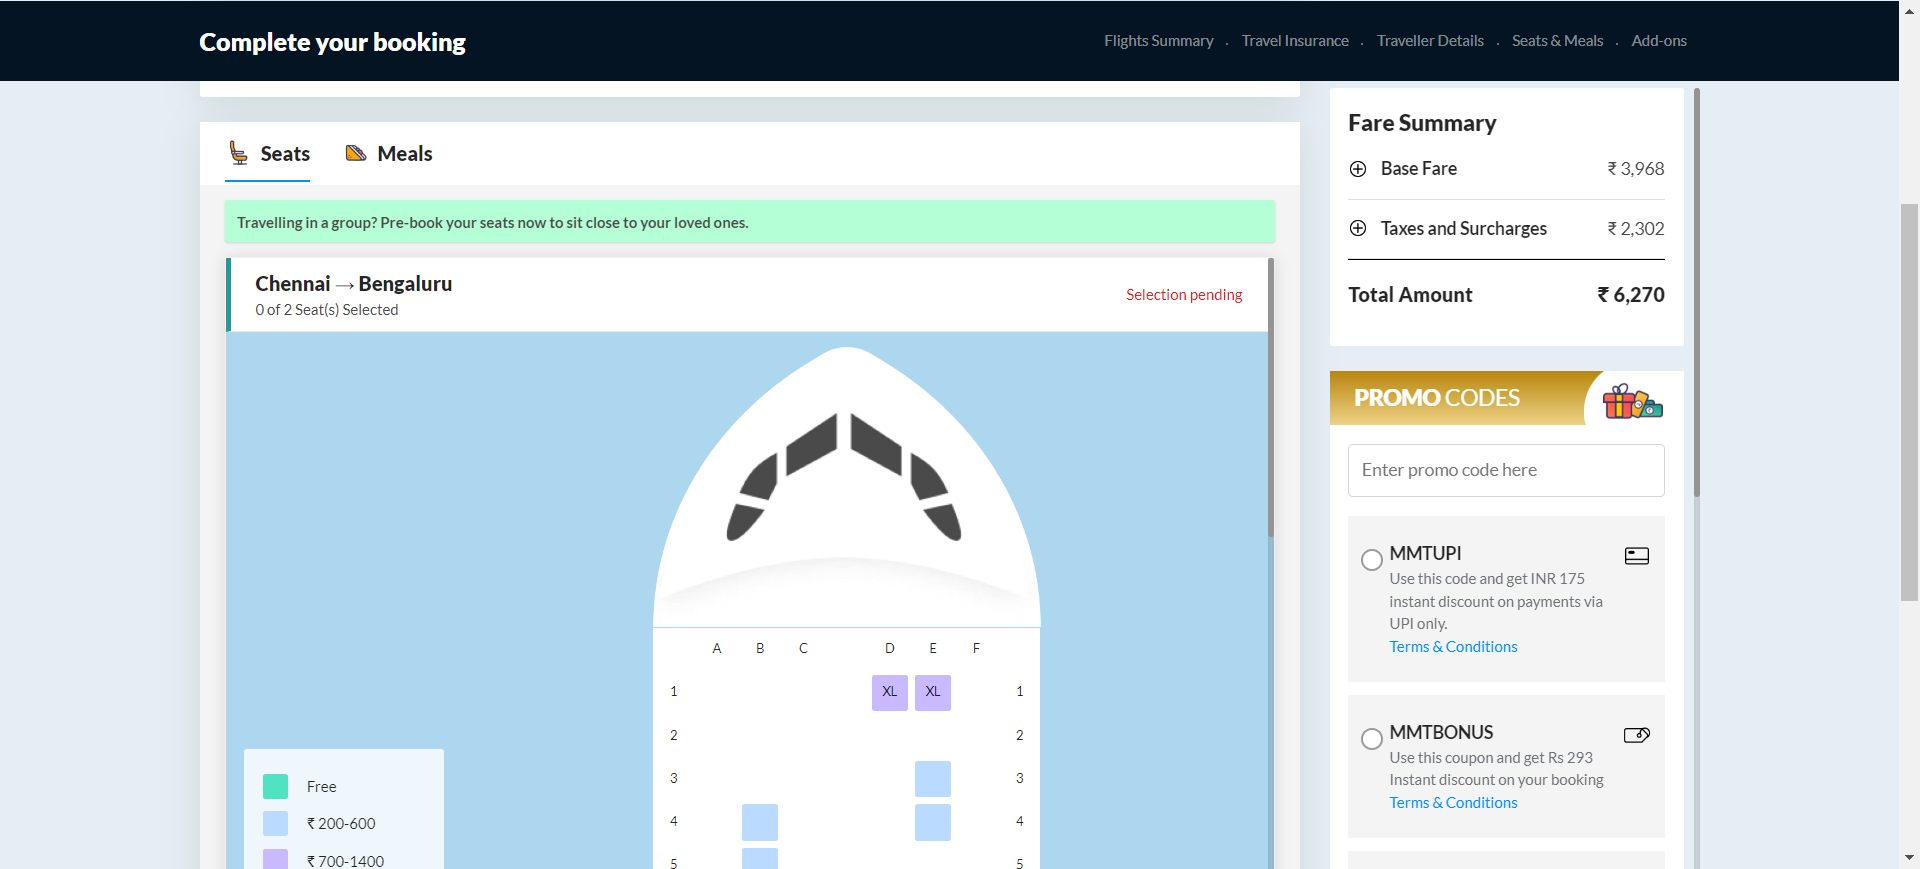 Complete your booking
Flights Summary . Travel Insurance . Traveller Details . Seats & Meals . Add-ons
Seats Meals
Travelling in a group? Pre-book your seats now to sit close to your loved ones.
Chennai → Bengaluru
0 of 2 Seat(s) Selected
Selection pending
A B C D E F
1 XL XL 1
2 2
3 3
4 4
5 5
Free
₹ 200-600
₹ 700-1400
Fare Summary
Base Fare ₹ 3,968
Taxes and Surcharges ₹ 2,302
Total Amount ₹ 6,270
PROMO CODES
Enter promo code here
MMTUPI
Use this code and get INR 175
instant discount on payments via
UPI only.
Terms & Conditions
MMTBONUS
Use this coupon and get Rs 293
Instant discount on your booking
Terms & Conditions